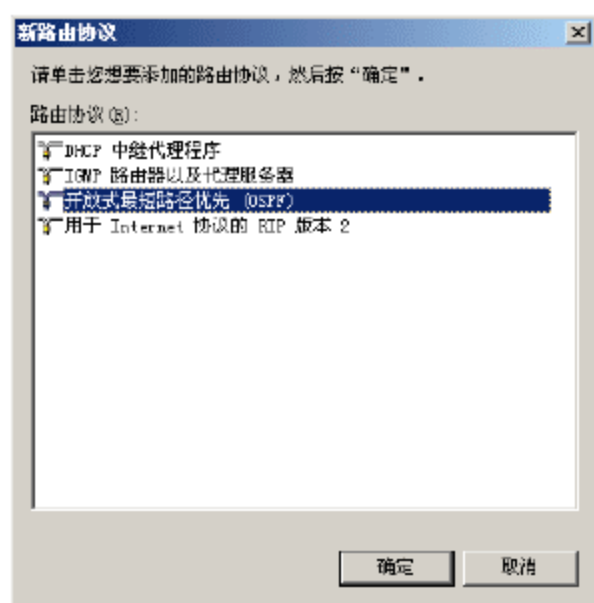 新路由协议
请单击您想要添加的路由协议，然后按“确定”.
路由协议(R):
DHCP 中继代理程序
IGMP 路由器以及代理服务器
开放式最短路径优先 (OSPF)
用于 Internet 协议的 RIP 版本 2
确定
取消